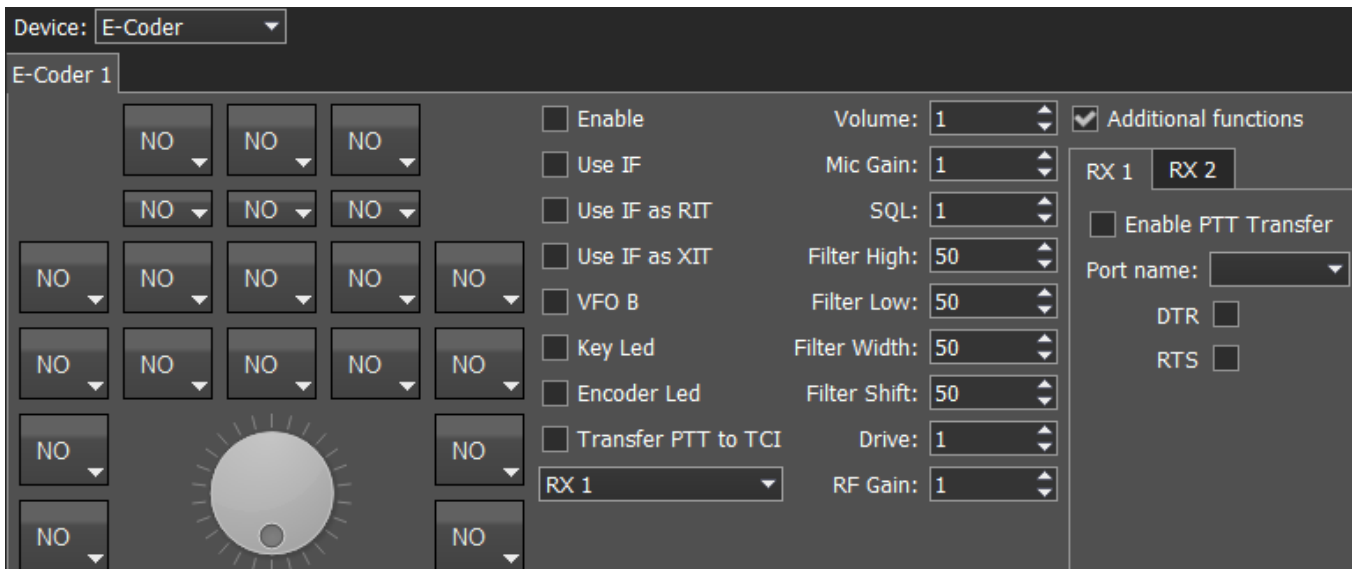 Device: E-Coder
E-Coder 1
NO NO NO
NO NO NO
NO NO NO NO NO
NO NO NO NO NO
NO NO
NO NO
Enable
Use IF
Use IF as RIT
Use IF as XIT
VFO B
Key Led
Encoder Led
Transfer PTT to TCI
RX 1
Volume: 1
Mic Gain: 1
SQL: 1
Filter High: 50
Filter Low: 50
Filter Width: 50
Filter Shift: 50
Drive: 1
RF Gain: 1
Additional functions
RX 1 RX 2
Enable PTT Transfer
Port name:
DTR
RTS